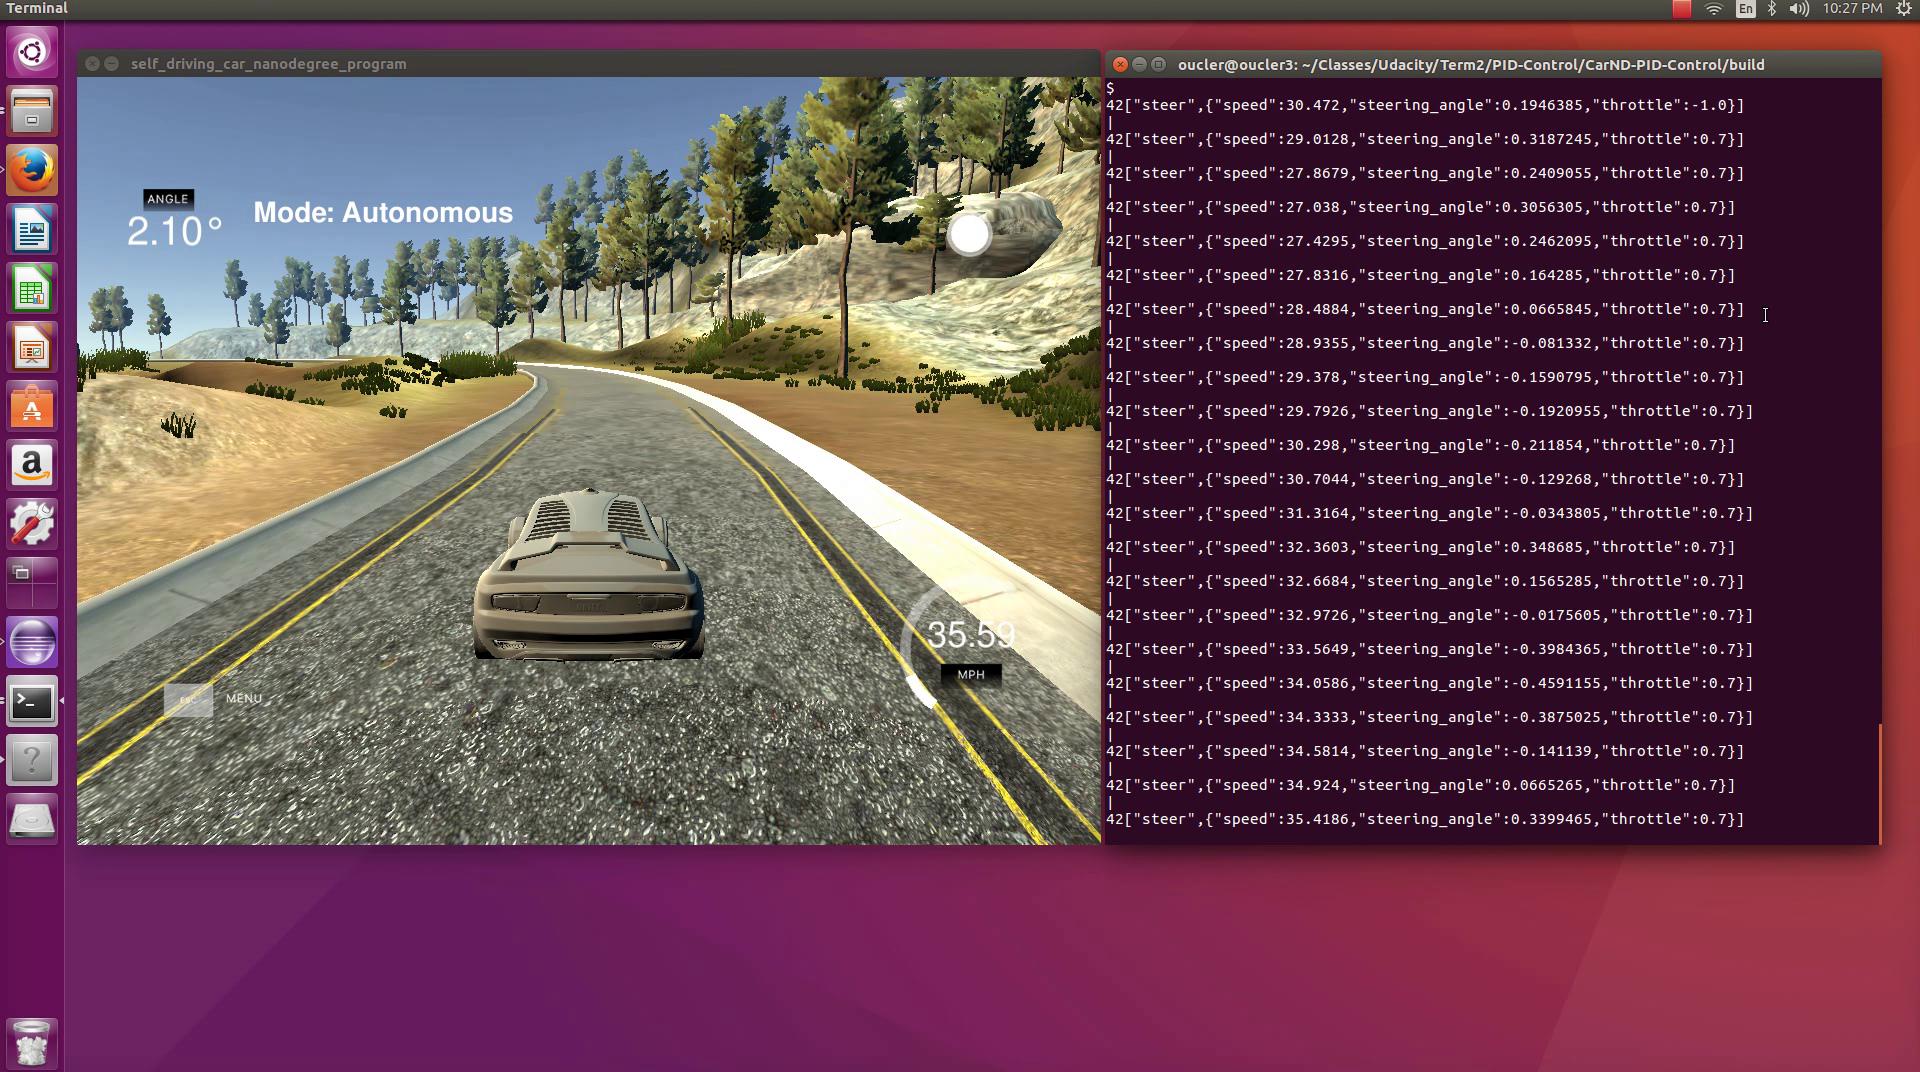 Terminal
En
10:27 PM
self_driving_car_nanodegree_program
ANGLE
2.10°
Mode: Autonomous
35.59
MPH
ESC
MENU
oucler@oucler3: ~/Classes/Udacity/Term2/PID-Control/CarND-PID-Control/build
$
42["steer",{"speed":30.472,"steering_angle":0.1946385,"throttle":-1.0}]
|
42["steer",{"speed":29.0128,"steering_angle":0.3187245,"throttle":0.7}]
|
42["steer",{"speed":27.8679,"steering_angle":0.2409055,"throttle":0.7}]
|
42["steer",{"speed":27.038,"steering_angle":0.3056305,"throttle":0.7}]
|
42["steer",{"speed":27.4295,"steering_angle":0.2462095,"throttle":0.7}]
|
42["steer",{"speed":27.8316,"steering_angle":0.164285,"throttle":0.7}]
|
42["steer",{"speed":28.4884,"steering_angle":0.0665845,"throttle":0.7}]
|
42["steer",{"speed":28.9355,"steering_angle":-0.081332,"throttle":0.7}]
|
42["steer",{"speed":29.378,"steering_angle":-0.1590795,"throttle":0.7}]
|
42["steer",{"speed":29.7926,"steering_angle":-0.1920955,"throttle":0.7}]
|
42["steer",{"speed":30.298,"steering_angle":-0.211854,"throttle":0.7}]
|
42["steer",{"speed":30.7044,"steering_angle":-0.129268,"throttle":0.7}]
|
42["steer",{"speed":31.3164,"steering_angle":-0.0343805,"throttle":0.7}]
|
42["steer",{"speed":32.3603,"steering_angle":0.348685,"throttle":0.7}]
|
42["steer",{"speed":32.6684,"steering_angle":0.1565285,"throttle":0.7}]
|
42["steer",{"speed":32.9726,"steering_angle":-0.0175605,"throttle":0.7}]
|
42["steer",{"speed":33.5649,"steering_angle":-0.3984365,"throttle":0.7}]
|
42["steer",{"speed":34.0586,"steering_angle":-0.4591155,"throttle":0.7}]
|
42["steer",{"speed":34.3333,"steering_angle":-0.3875025,"throttle":0.7}]
|
42["steer",{"speed":34.5814,"steering_angle":-0.141139,"throttle":0.7}]
|
42["steer",{"speed":34.924,"steering_angle":0.0665265,"throttle":0.7}]
|
42["steer",{"speed":35.4186,"steering_angle":0.3399465,"throttle":0.7}]